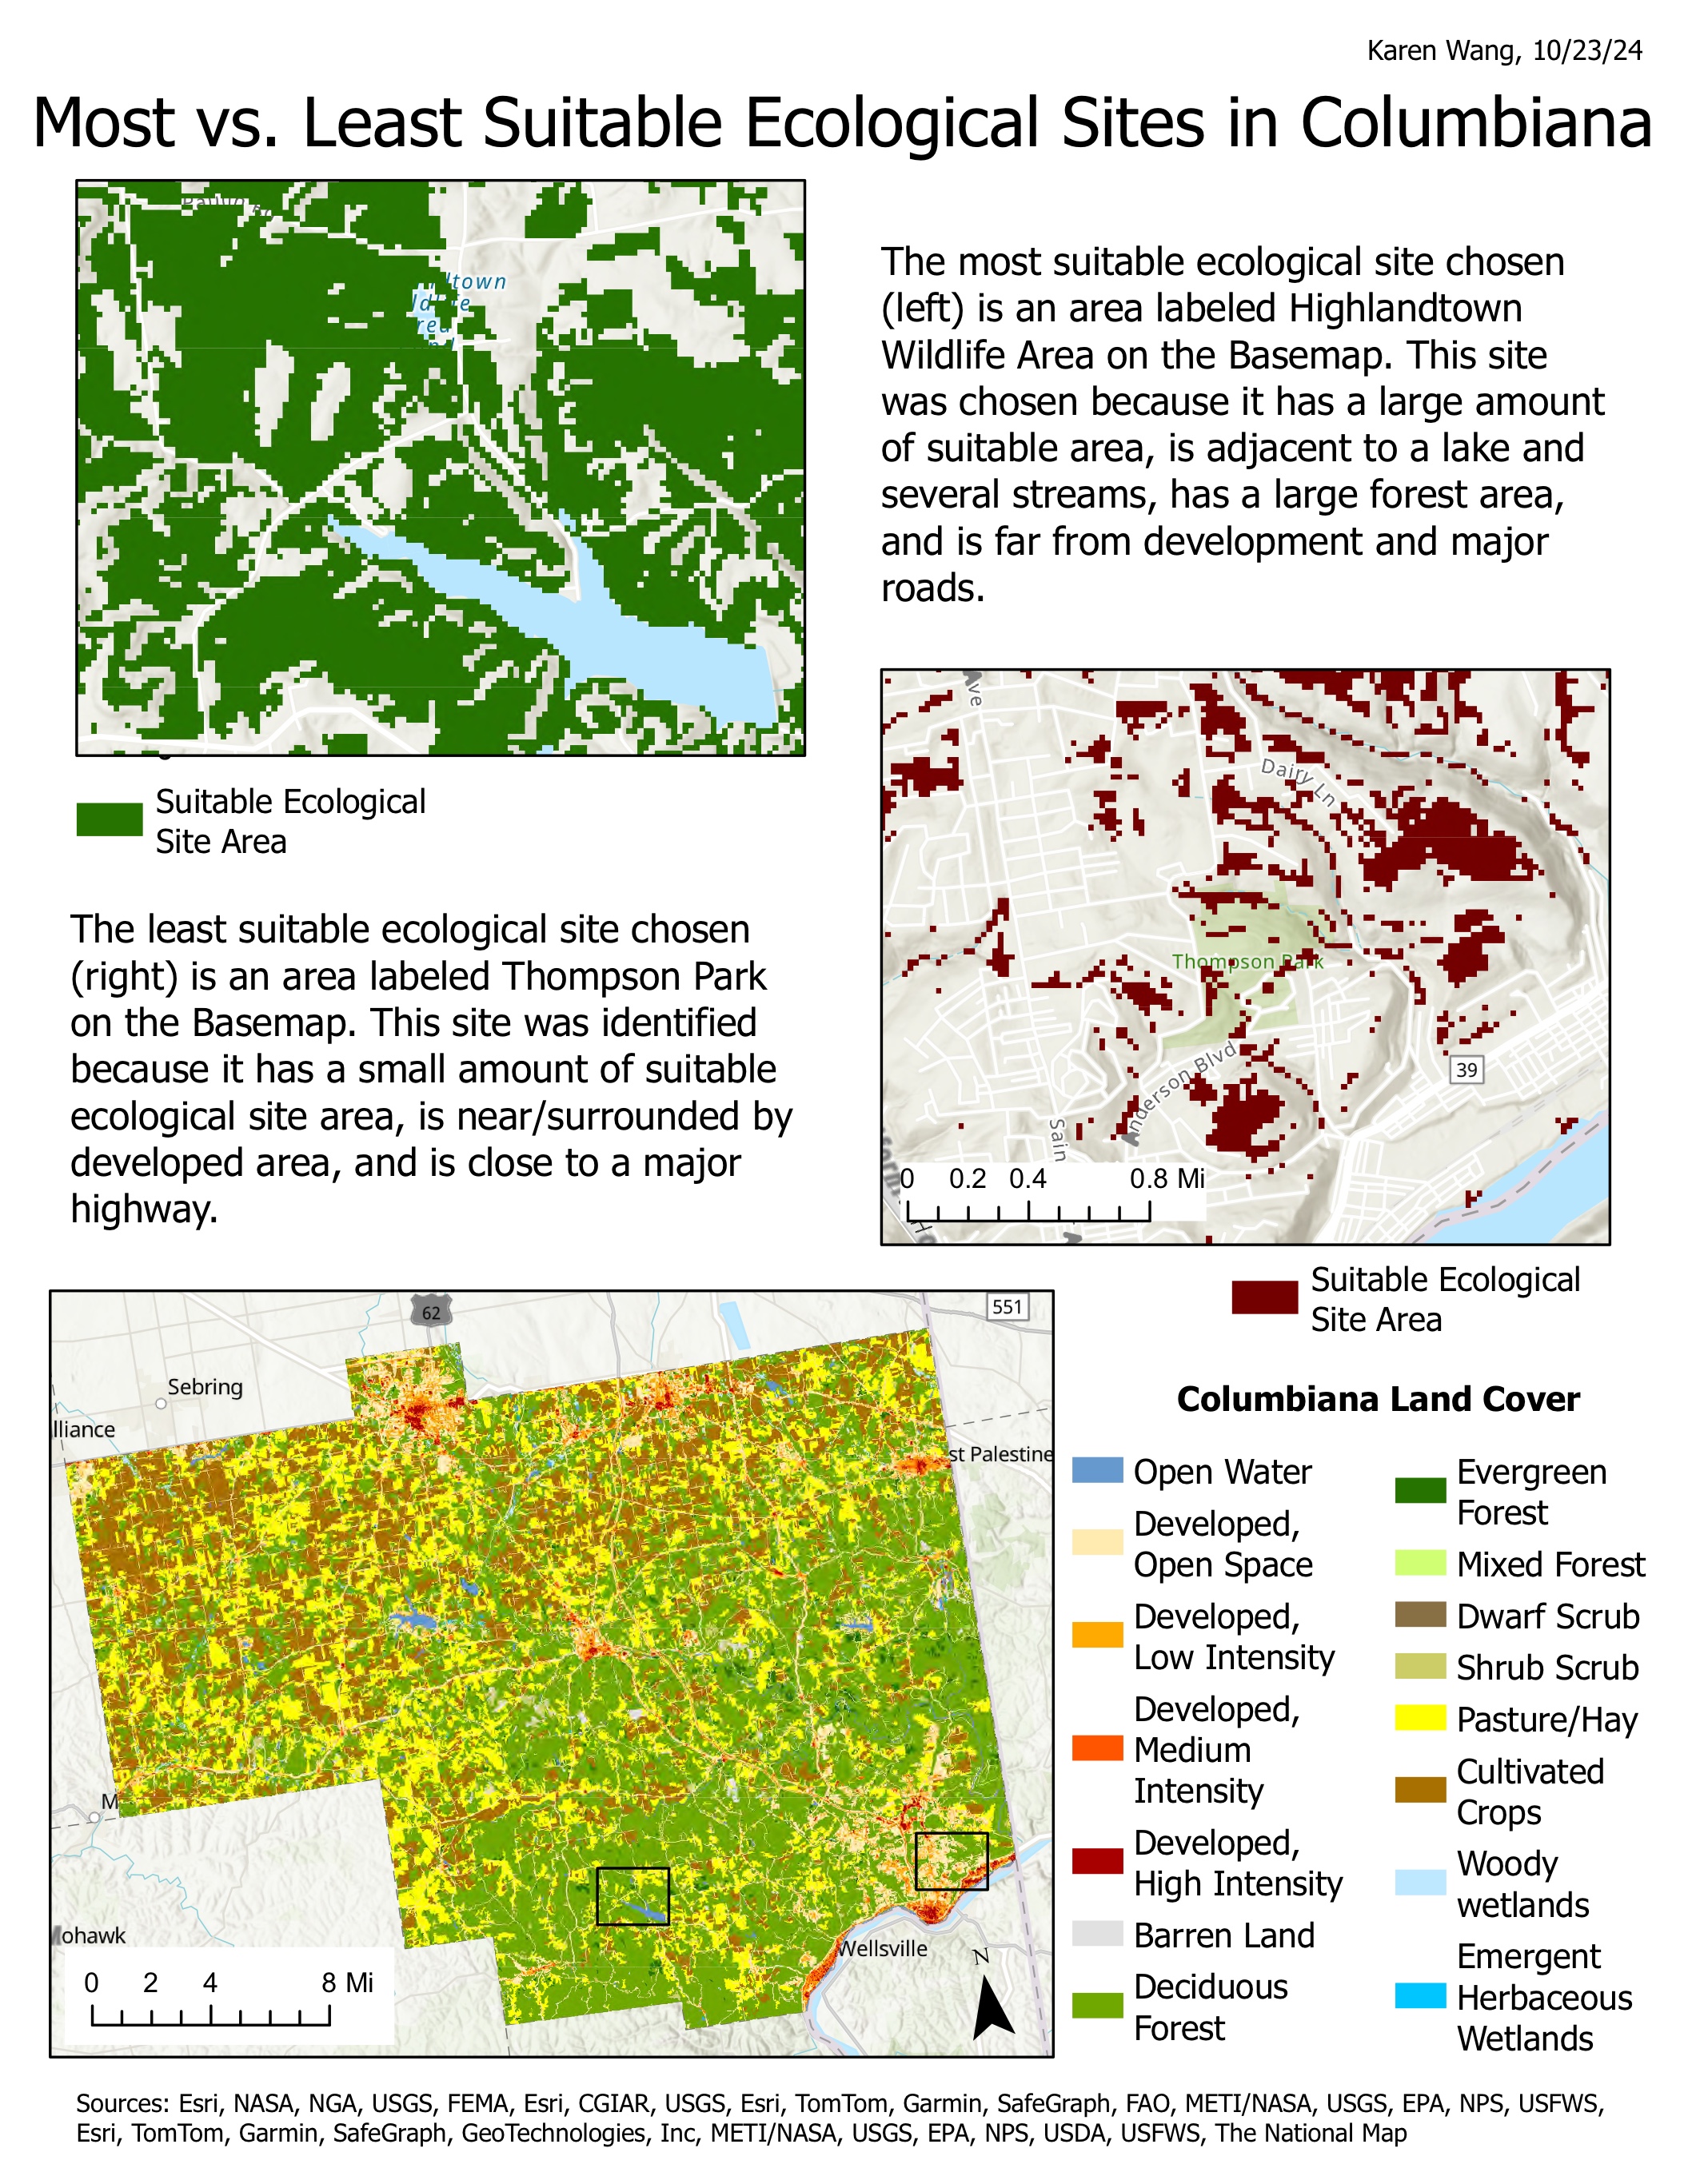 Karen Wang, 10/23/24
Most vs. Least Suitable Ecological Sites in Columbiana
The most suitable ecological site chosen
(left) is an area labeled Highlandtown
Wildlife Area on the Basemap. This site
was chosen because it has a large amount
of suitable area, is adjacent to a lake and
several streams, has a large forest area,
and is far from development and major
roads.
Suitable Ecological
Site Area
The least suitable ecological site chosen
(right) is an area labeled Thompson Park
on the Basemap. This site was identified
because it has a small amount of suitable
ecological site area, is near/surrounded by
developed area, and is close to a major
highway.
Ave
Dairy Ln
Thompson Park
nderson Blvd
39
Sain
0 0.2 0.4 0.8 Mi
Suitable Ecological
Site Area
62
551
Sebring
lliance
st Palestine
M
ohawk
Wellsville
N
0 2 4 8 Mi
Columbiana Land Cover
Open Water
Developed,
Open Space
Developed,
Low Intensity
Developed,
Medium
Intensity
Developed,
High Intensity
Barren Land
Deciduous
Forest
Evergreen
Forest
Mixed Forest
Dwarf Scrub
Shrub Scrub
Pasture/Hay
Cultivated
Crops
Woody
wetlands
Emergent
Herbaceous
Wetlands
Sources: Esri, NASA, NGA, USGS, FEMA, Esri, CGIAR, USGS, Esri, TomTom, Garmin, SafeGraph, FAO, METI/NASA, USGS, EPA, NPS, USFWS,
Esri, TomTom, Garmin, SafeGraph, GeoTechnologies, Inc, METI/NASA, USGS, EPA, NPS, USDA, USFWS, The National Map